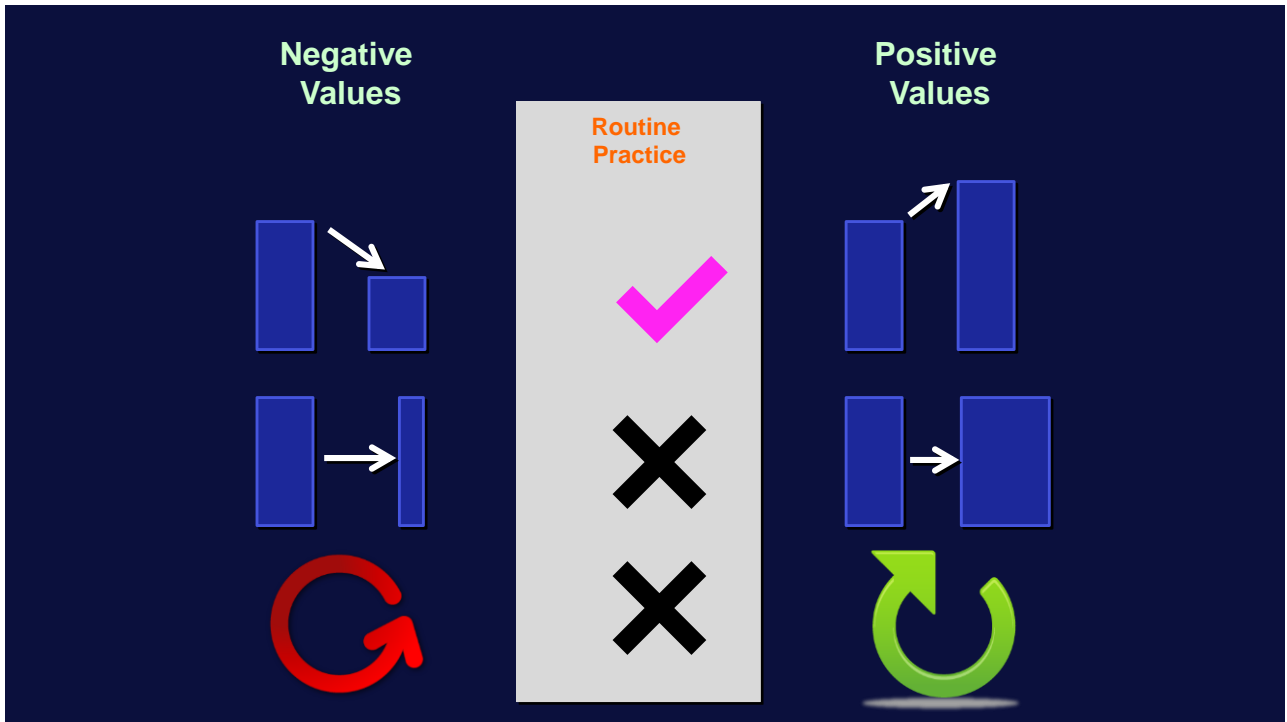 Negative
Values
Positive
Values
Routine
Practice